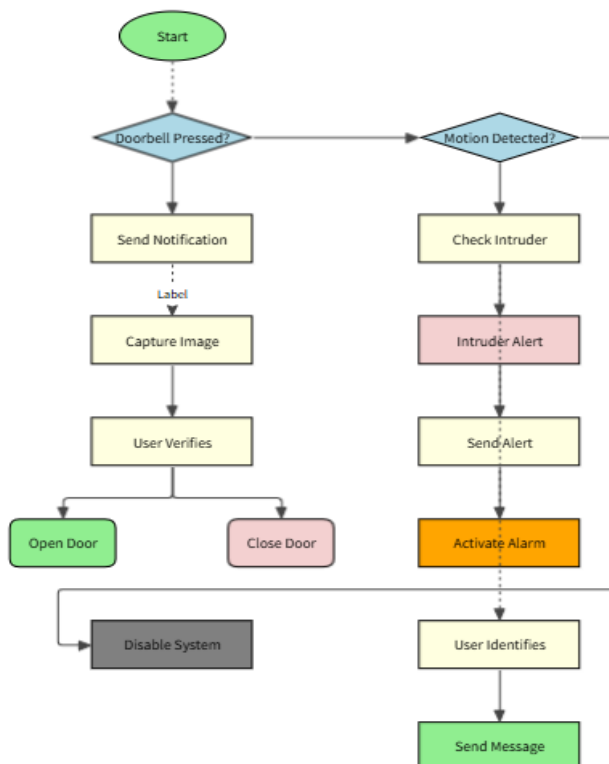 Start
Doorbell Pressed?
Motion Detected?
Send Notification
Check Intruder
Label
Capture Image
Intruder Alert
User Verifies
Send Alert
Open Door
Close Door
Activate Alarm
Disable System
User Identifies
Send Message